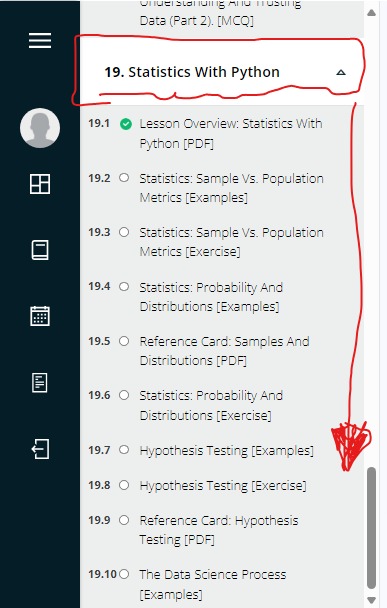 Understanding And Trusting
Data (Part 2). [MCQ]
19. Statistics With Python
19.1 Lesson Overview: Statistics With
Python [PDF]
19.2 Statistics: Sample Vs. Population
Metrics [Examples]
19.3 Statistics: Sample Vs. Population
Metrics [Exercise]
19.4 Statistics: Probability And
Distributions [Examples]
19.5 Reference Card: Samples And
Distributions [PDF]
19.6 Statistics: Probability And
Distributions [Exercise]
19.7 Hypothesis Testing [Examples]
19.8 Hypothesis Testing [Exercise]
19.9 Reference Card: Hypothesis
Testing [PDF]
19.10 The Data Science Process
[Examples]